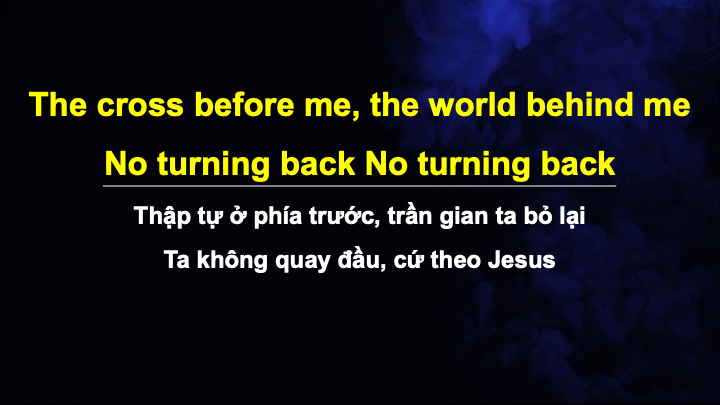 The cross before me, the world behind me
No turning back No turning back
Thập tự ở phía trước, trần gian ta bỏ lại
Ta không quay đầu, cứ theo Jesus